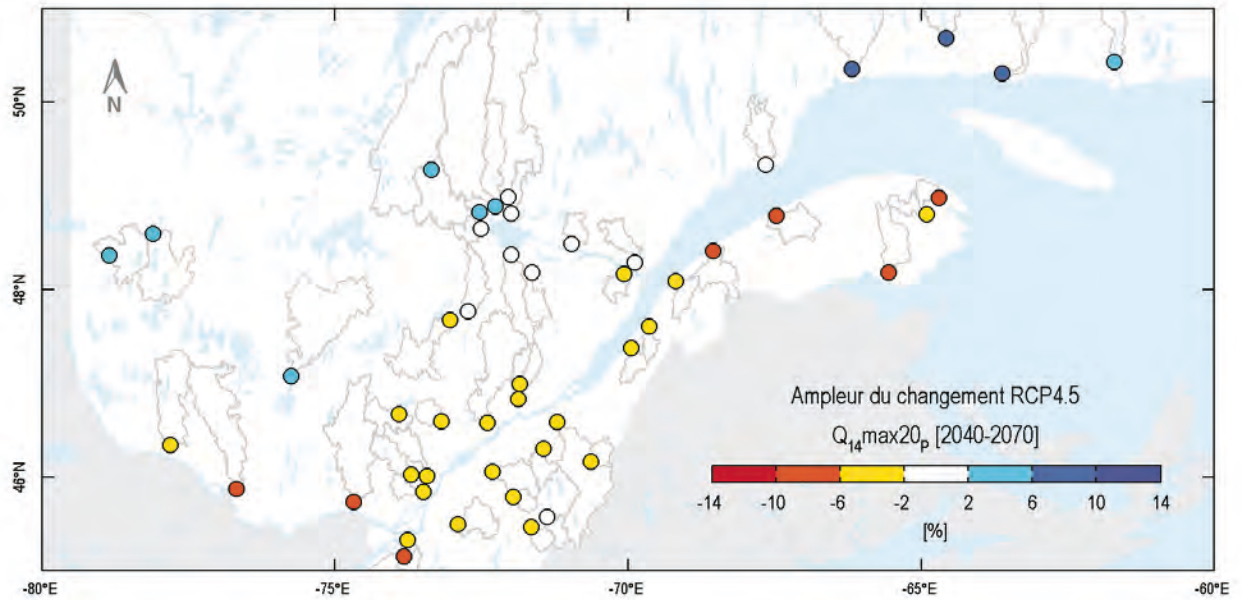 50°N
48°N
46°N
N
Ampleur du changement RCP4.5
Q14max20P [2040-2070]
-14 -10 -6 -2 2 6 10 14
[%]
-80°E -75°E -70°E -65°E -60°E